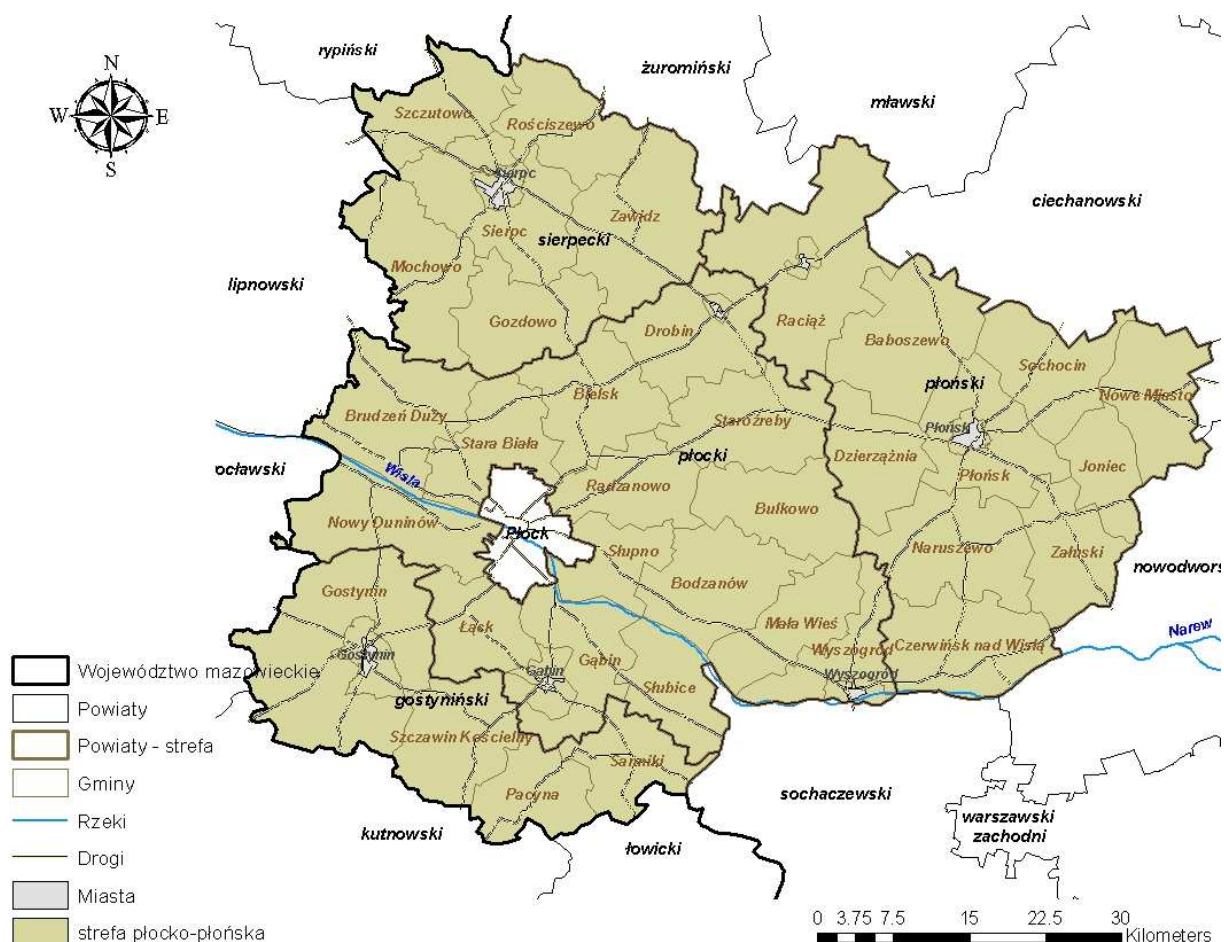 N
W E
S
rypiński
żuromiński
mławski
ciechanowski
Szczutowo
Rościszewo
Sierpc
Zawidz
Sierpc
sierpecki
Mochowo
lipnowski
Gozdowo
Drobin
Raciąż
Baboszewo
Sochocin
płoński
Nowe Miasto
Bielsk
Brudzeń Duży
Staroźreby
Płońsk
Stara Biała
płocki
Dzierzążnia
Joniec
ocławski
Wisła
Radzanowo
Płońsk
Bulkowo
Nowy Duninów
Płock
Słupno
Naruszewo
Załuski
Bodzanów
nowodwors
Gostynin
Łąck
Mała Wieś
Narew
Gostynin
Gąbin
Wyszogród
Czerwińsk nad Wisłą
Gąbin
Słubice
Wyszogród
gostyniński
Szczawin Kościelny
Sanniki
Pacyna
sochaczewski
kutnowski
łowicki
warszawski
zachodni
Województwo mazowieckie
Powiaty
Powiaty - strefa
Gminy
Rzeki
Drogi
Miasta
strefa płocko-płońska
0 3.75 7.5 15 22.5 30
Kilometers